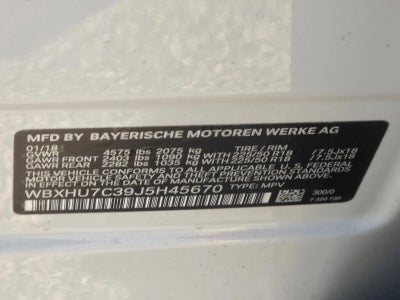 MFD BY BAYERISCHE MOTOREN WERKE AG
01/18 TIRE / RIM
GVWR 4575 lbs 2075 kg
GAWR FRONT 2403 lbs 1090 kg WITH 225/50 R18 /7.5Jx18
GAWR REAR 2282 lbs 1035 kg WITH 225/50 R18 /7.5Jx18
THIS VEHICLE CONFORMS TO ALL APPLICABLE
FEDERAL MOTOR VEHICLE SAFETY
STANDARDS IN EFFECT ON THE DATE OF
MANUFACTURE SHOWN ABOVE. TYPE: MPV
WBXHU7C39J5H45670 300/0